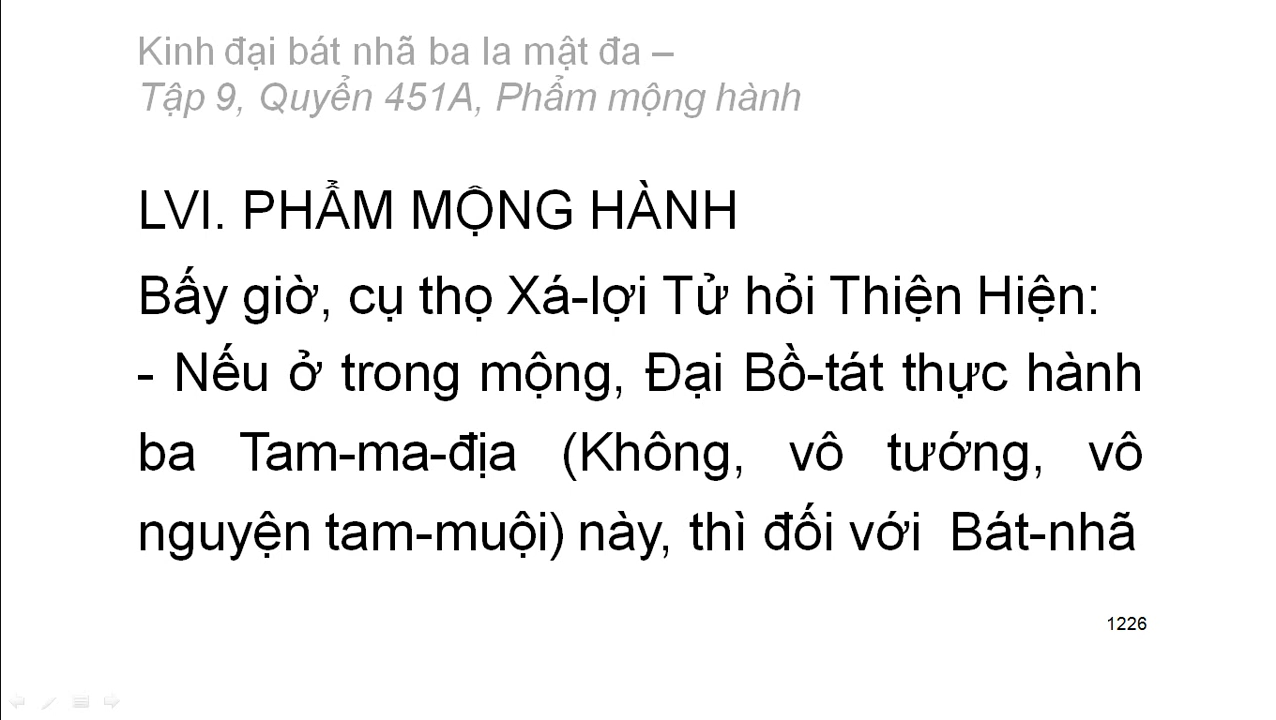 Kinh đại bát nhã ba la mật đa –
Tập 9, Quyển 451A, Phẩm mộng hành
LVI. PHẨM MỘNG HÀNH
Bấy giờ, cụ thọ Xá-lợi Tử hỏi Thiện Hiện:
- Nếu ở trong mộng, Đại Bồ-tát thực hành
ba Tam-ma-địa (Không, vô tướng, vô
nguyện tam-muội) này, thì đối với Bát-nhã
1226